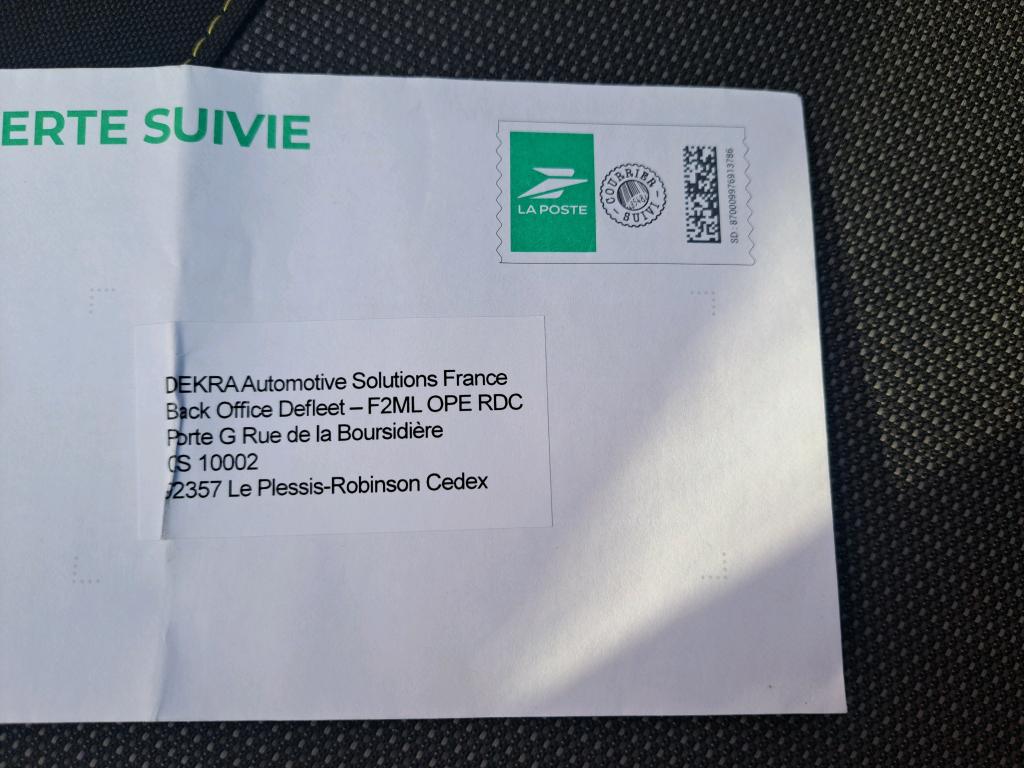 ERTE SUIVIE
LA POSTE
COURRIER
SUIVI
SD : 870009976913786
DEKRA Automotive Solutions France
Back Office Defleet – F2ML OPE RDC
Porte G Rue de la Boursidière
CS 10002
92357 Le Plessis-Robinson Cedex